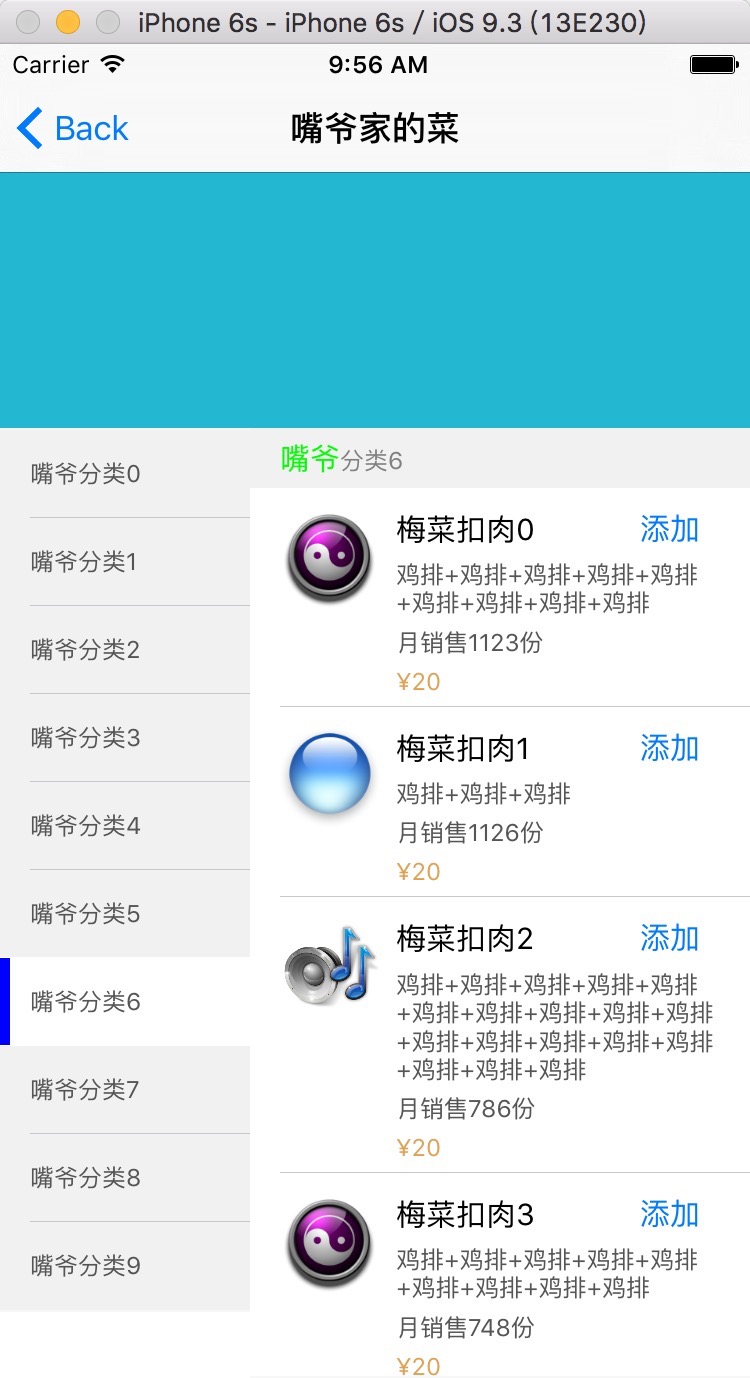 iPhone 6s - iPhone 6s / iOS 9.3 (13E230)
Carrier 9:56 AM
Back 嘴爷家的菜
嘴爷分类0
嘴爷分类1
嘴爷分类2
嘴爷分类3
嘴爷分类4
嘴爷分类5
嘴爷分类6
嘴爷分类7
嘴爷分类8
嘴爷分类9
嘴爷分类6
梅菜扣肉0 添加
鸡排+鸡排+鸡排+鸡排+鸡排
+鸡排+鸡排+鸡排+鸡排
月销售1123份
¥20
梅菜扣肉1 添加
鸡排+鸡排+鸡排
月销售1126份
¥20
梅菜扣肉2 添加
鸡排+鸡排+鸡排+鸡排+鸡排
+鸡排+鸡排+鸡排+鸡排+鸡排
+鸡排+鸡排+鸡排+鸡排+鸡排
+鸡排+鸡排+鸡排
月销售786份
¥20
梅菜扣肉3 添加
鸡排+鸡排+鸡排+鸡排+鸡排
+鸡排+鸡排+鸡排+鸡排
月销售748份
¥20